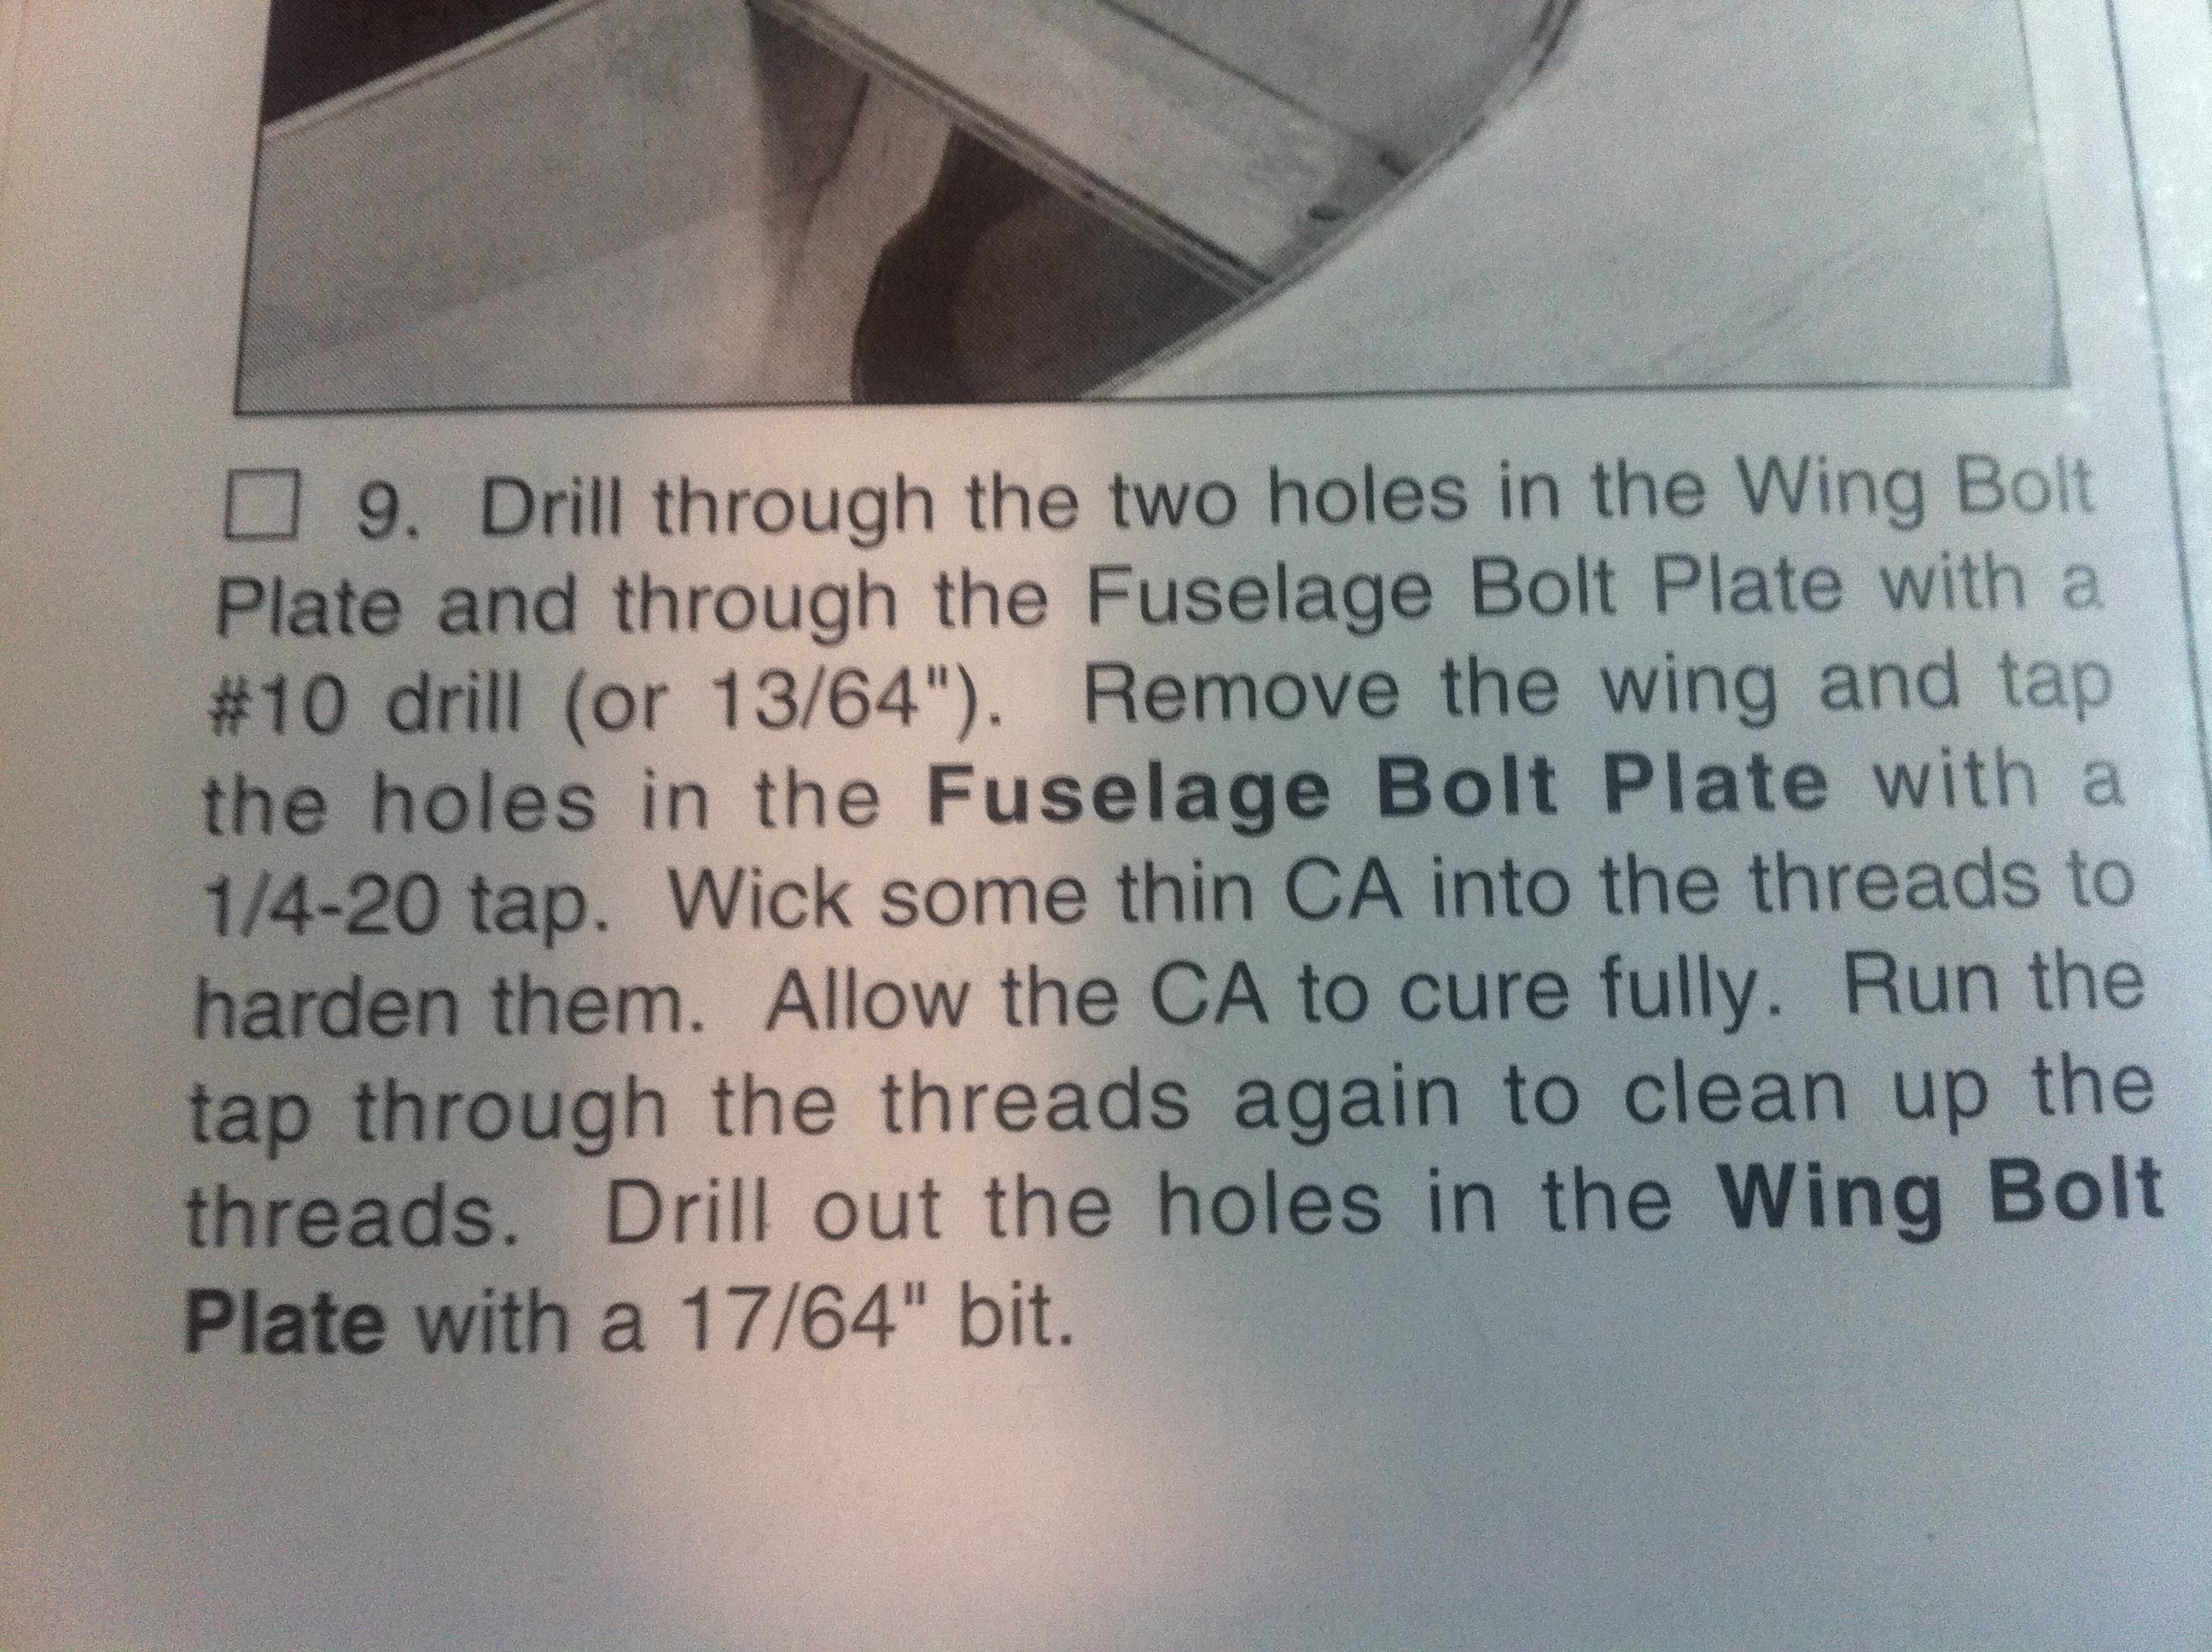 ☐ 9. Drill through the two holes in the Wing Bolt
Plate and through the Fuselage Bolt Plate with a
#10 drill (or 13/64"). Remove the wing and tap
the holes in the Fuselage Bolt Plate with a
1/4-20 tap. Wick some thin CA into the threads to
harden them. Allow the CA to cure fully. Run the
tap through the threads again to clean up the
threads. Drill out the holes in the Wing Bolt
Plate with a 17/64" bit.